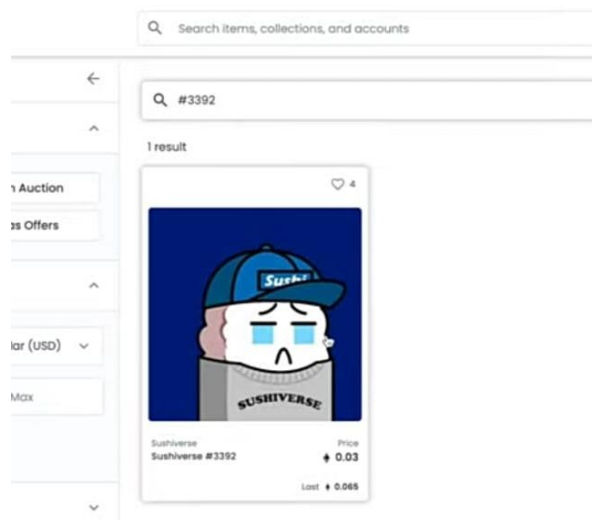 Search items, collections, and accounts
#3392
1 result
Auction
Offers
(USD)
Max
4
Sushi
SUSHIVERSE
Sushiverse
Price
Sushiverse #3392
0.03
Last 0.065